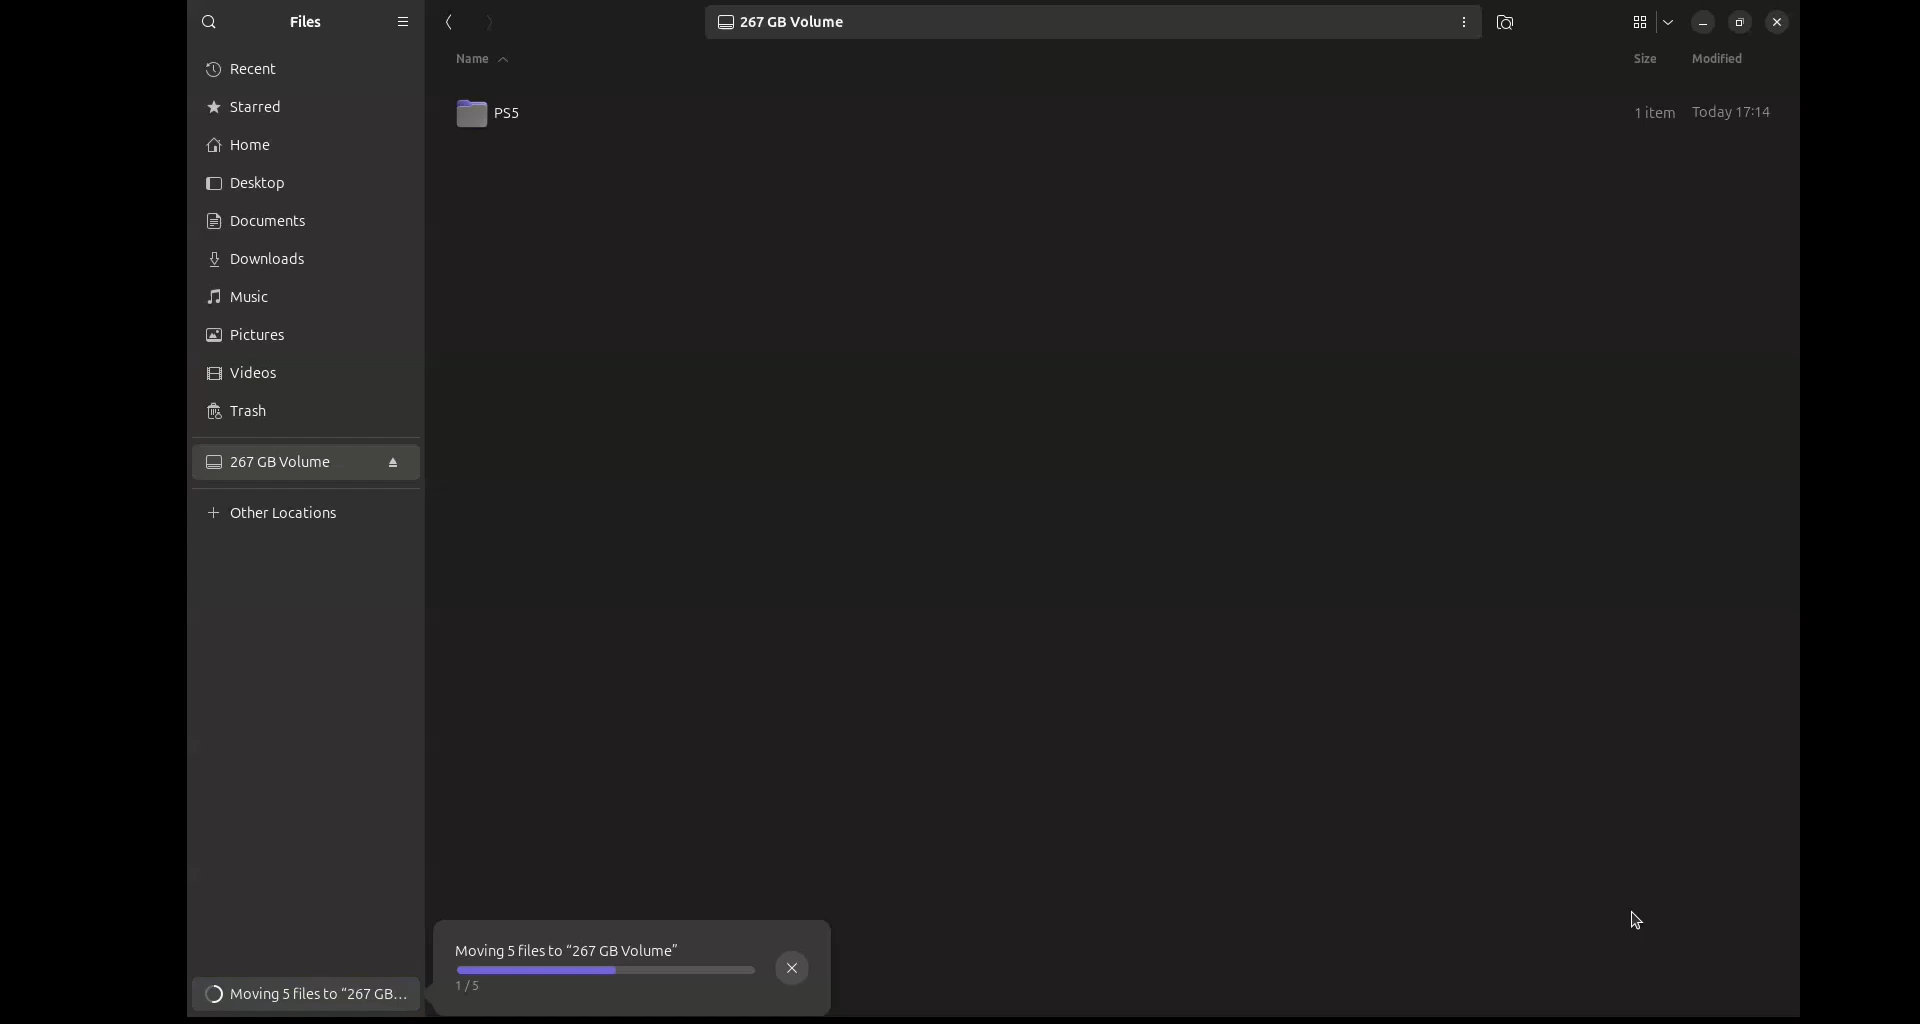 Files
267 GB Volume
Name
Size
Modified
Recent
Starred
Home
Desktop
Documents
Downloads
Music
Pictures
Videos
Trash
267 GB Volume
Other Locations
PS5
1 item
Today 17:14
Moving 5 files to “267 GB Volume”
1 / 5
Moving 5 files to “267 GB...